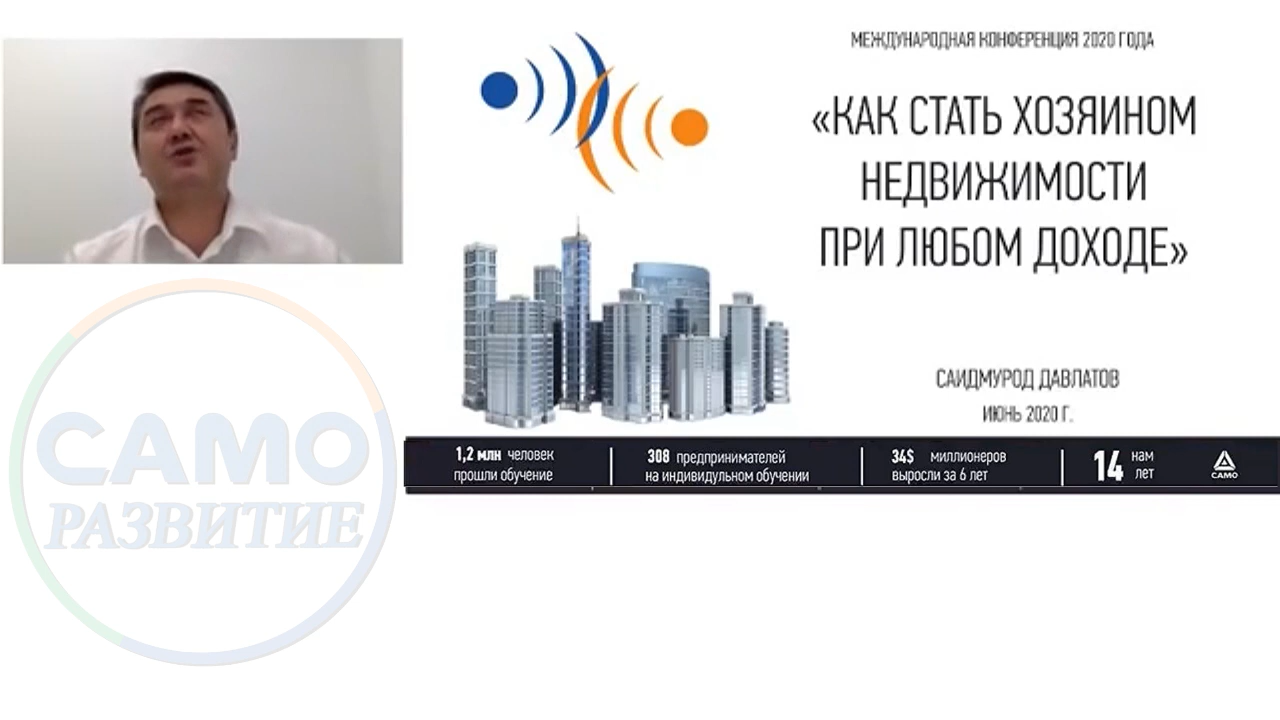 МЕЖДУНАРОДНАЯ КОНФЕРЕНЦИЯ 2020 ГОДА
«КАК СТАТЬ ХОЗЯИНОМ
НЕДВИЖИМОСТИ
ПРИ ЛЮБОМ ДОХОДЕ»
САИДМУРОД ДАВЛАТОВ
ИЮНЬ 2020 Г.
1,2 млн человек
прошли обучение
308 предпринимателей
на индивидульном обучении
34$ миллионеров
выросли за 6 лет
14 нам
лет
САМО
САМО
РАЗВИТИЕ